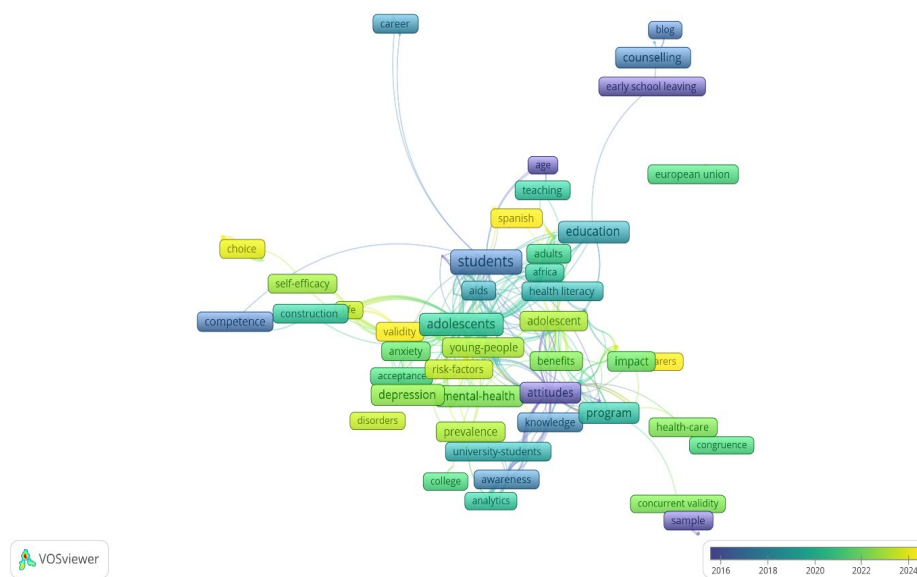 career
blog
counselling
early school leaving
age
european union
teaching
spanish
education
choice
adults
students
africa
self-efficacy
aids
health literacy
construction
competence
adolescents
adolescent
validity
young-people
anxiety
benefits
impact
risk-factors
acceptance
depression
mental-health
attitudes
program
disorders
knowledge
prevalence
health-care
congruence
university-students
college
awareness
analytics
concurrent validity
sample
VOSviewer
2016 2018 2020 2022 2024